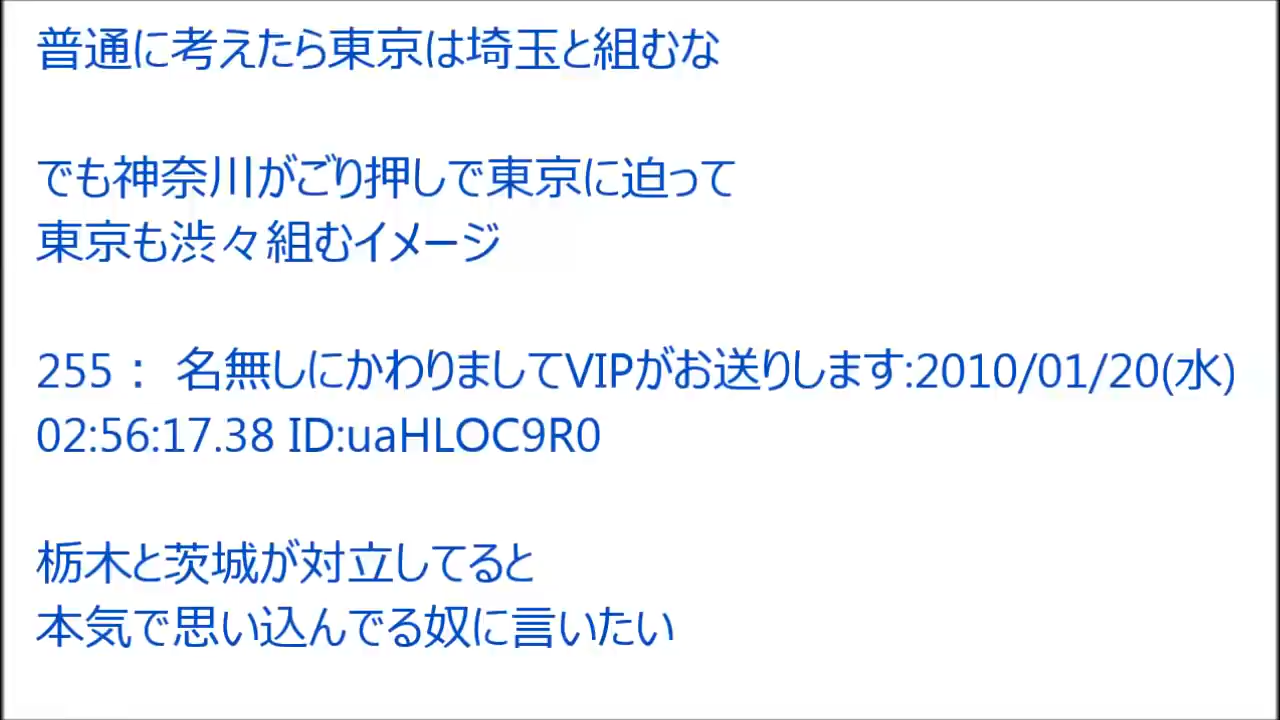 普通に考えたら東京は埼玉と組むな
でも神奈川がごり押しで東京に迫って
東京も渋々組むイメージ
255： 名無しにかわりましてVIPがお送りします:2010/01/20(水)
02:56:17.38 ID:uaHLOC9R0
栃木と茨城が対立してると
本気で思い込んでる奴に言いたい